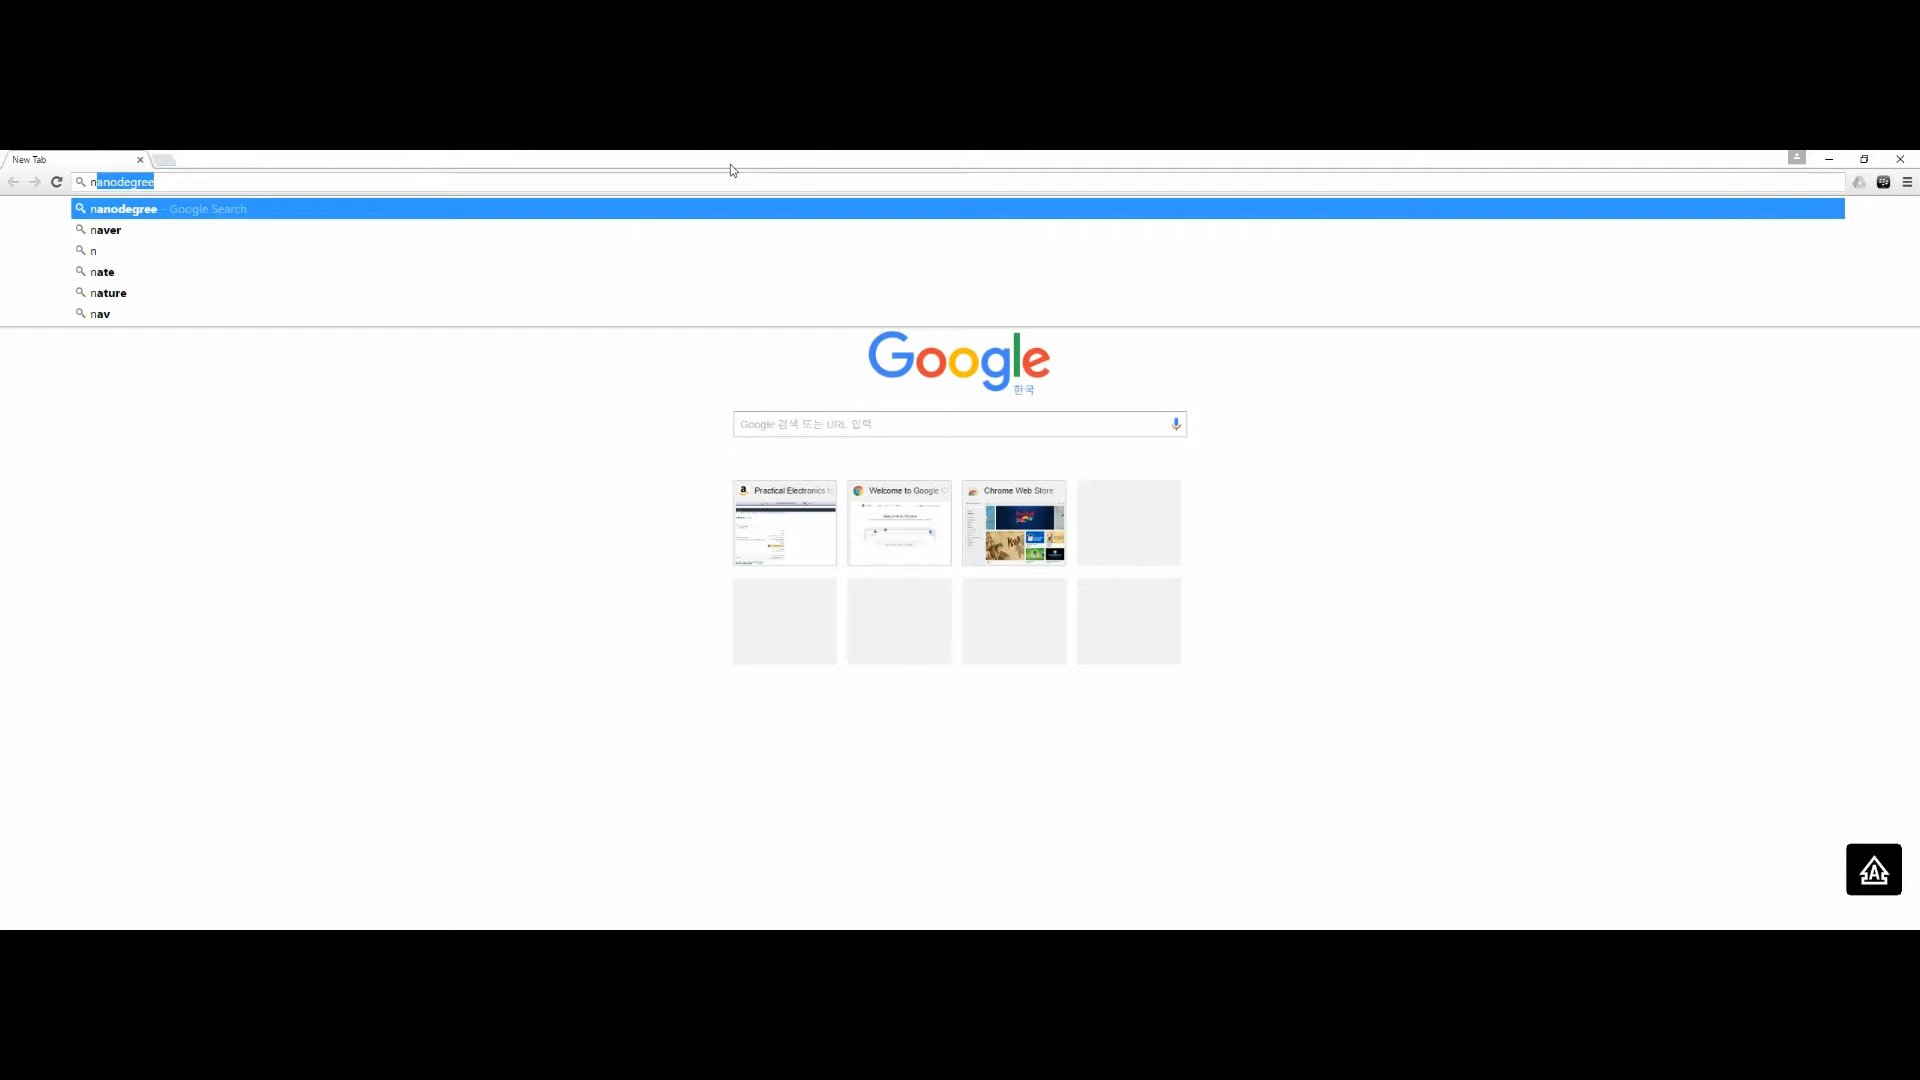 New Tab
nanodegree
nanodegree - Google Search
naver
n
nate
nature
nav
Google
한국
Google 검색 또는 URL 입력
Practical Electronics
Welcome to Google
Chrome Web Store
A